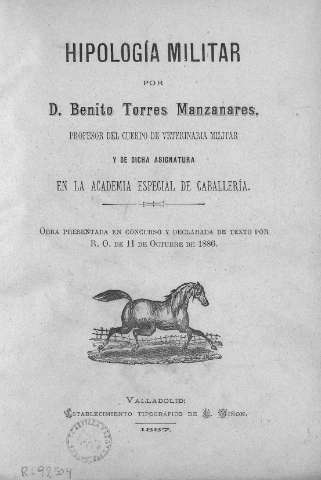 HIPOLOGÍA MILITAR
POR
D. Benito Torres Manzanares,
PROFESOR DEL CUERPO DE VETERINARIA MILITAR
Y DE DICHA ASIGNATURA
EN LA ACADEMIA ESPECIAL DE CABALLERÍA.
OBRA PRESENTADA EN CONCURSO Y DECLARADA DE TEXTO POR
R. O. DE 11 DE OCTUBRE DE 1886.
VALLADOLID:
ESTABLECIMIENTO TIPOGRÁFICO DE L. MIÑON.
1887.
R-92304